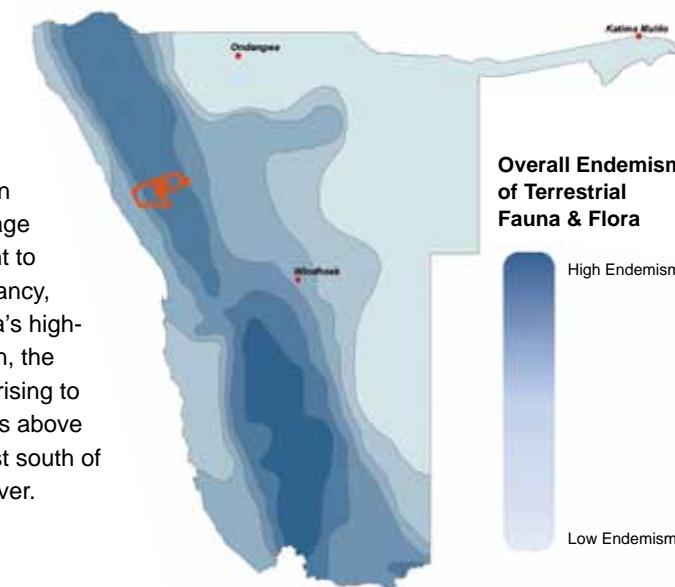 Ondangwa
Katima Mulilo
Windhoek
n
age
nt to
ancy,
a's high-
n, the
rising to
s above
st south of
ver.
Overall Endemism
of Terrestrial
Fauna & Flora
High Endemism
Low Endemism